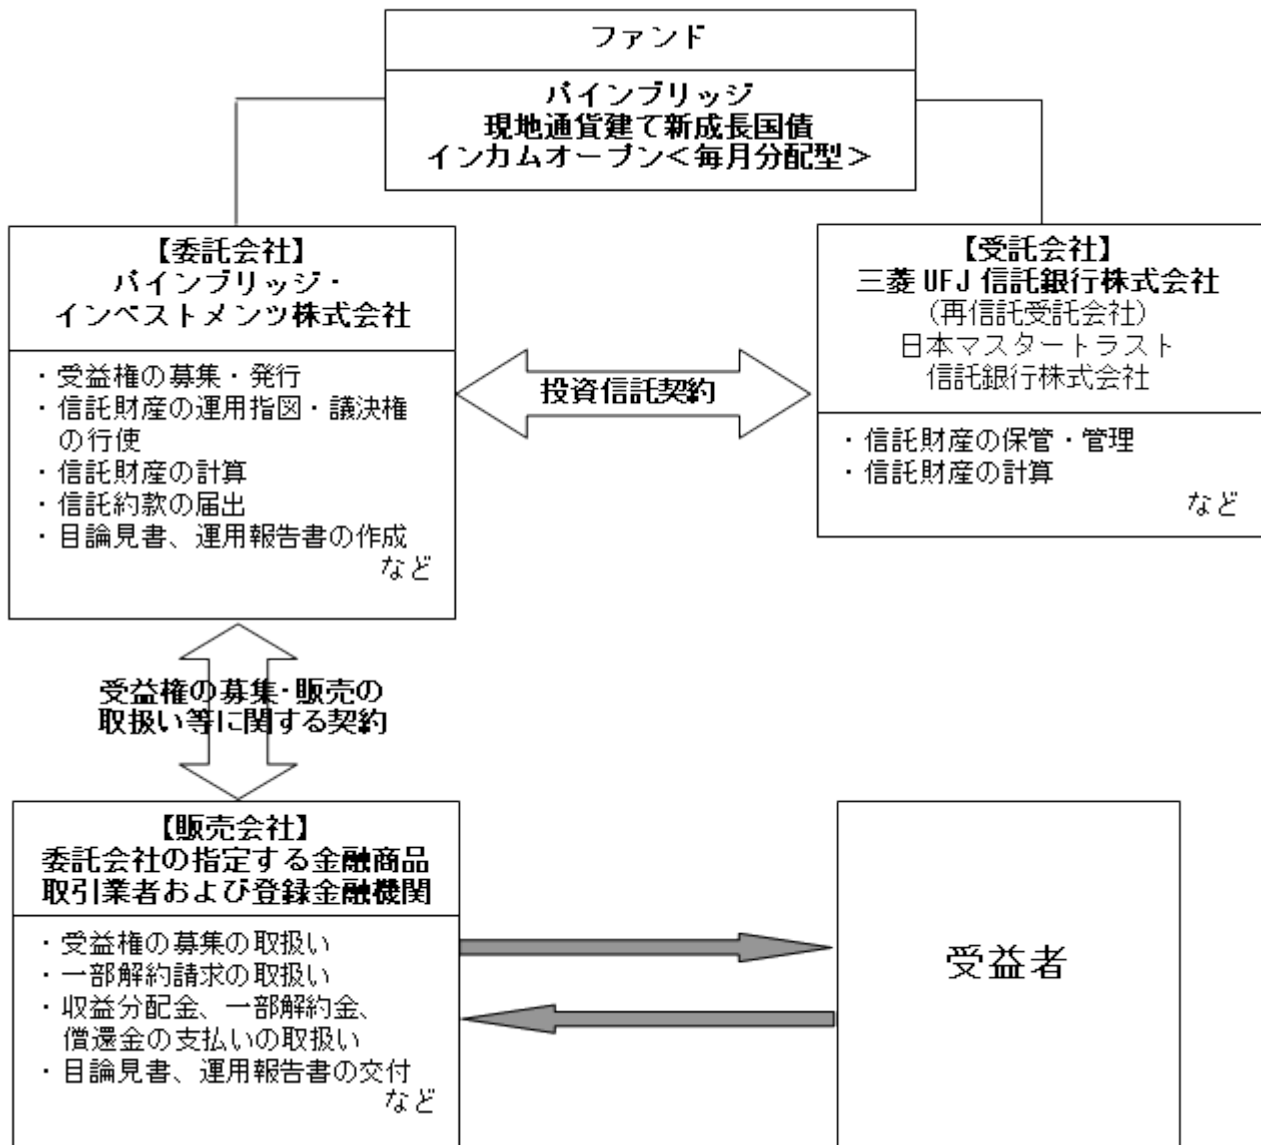 ファンド
パインブリッジ
現地通貨建て新成長国債
インカムオープン＜毎月分配型＞
【委託会社】
パインブリッジ・
インベストメンツ株式会社
・受益権の募集・発行
・信託財産の運用指図・議決権
の行使
・信託財産の計算
・信託約款の届出
・目論見書、運用報告書の作成
など
投資信託契約
【受託会社】
三菱 UFJ 信託銀行株式会社
（再信託受託会社）
日本マスタートラスト
信託銀行株式会社
・信託財産の保管・管理
・信託財産の計算
など
受益権の募集・販売の
取扱い等に関する契約
【販売会社】
委託会社の指定する金融商品
取引業者および登録金融機関
・受益権の募集の取扱い
・一部解約請求の取扱い
・収益分配金、一部解約金、
償還金の支払いの取扱い
・目論見書、運用報告書の交付
など
受益者